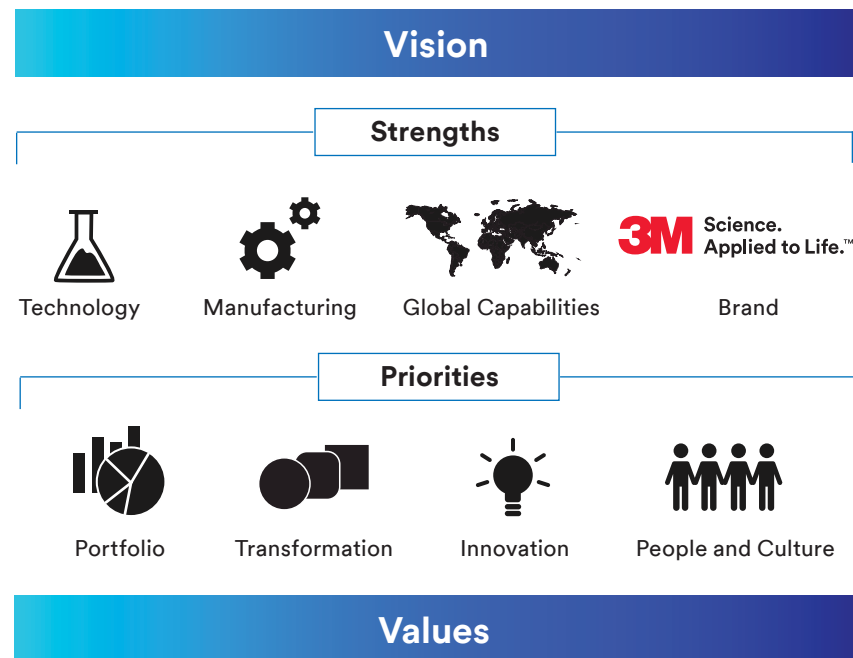 Vision
Strengths
3M Science.
Applied to Life.™
Technology
Manufacturing
Global Capabilities
Brand
Priorities
Portfolio
Transformation
Innovation
People and Culture
Values